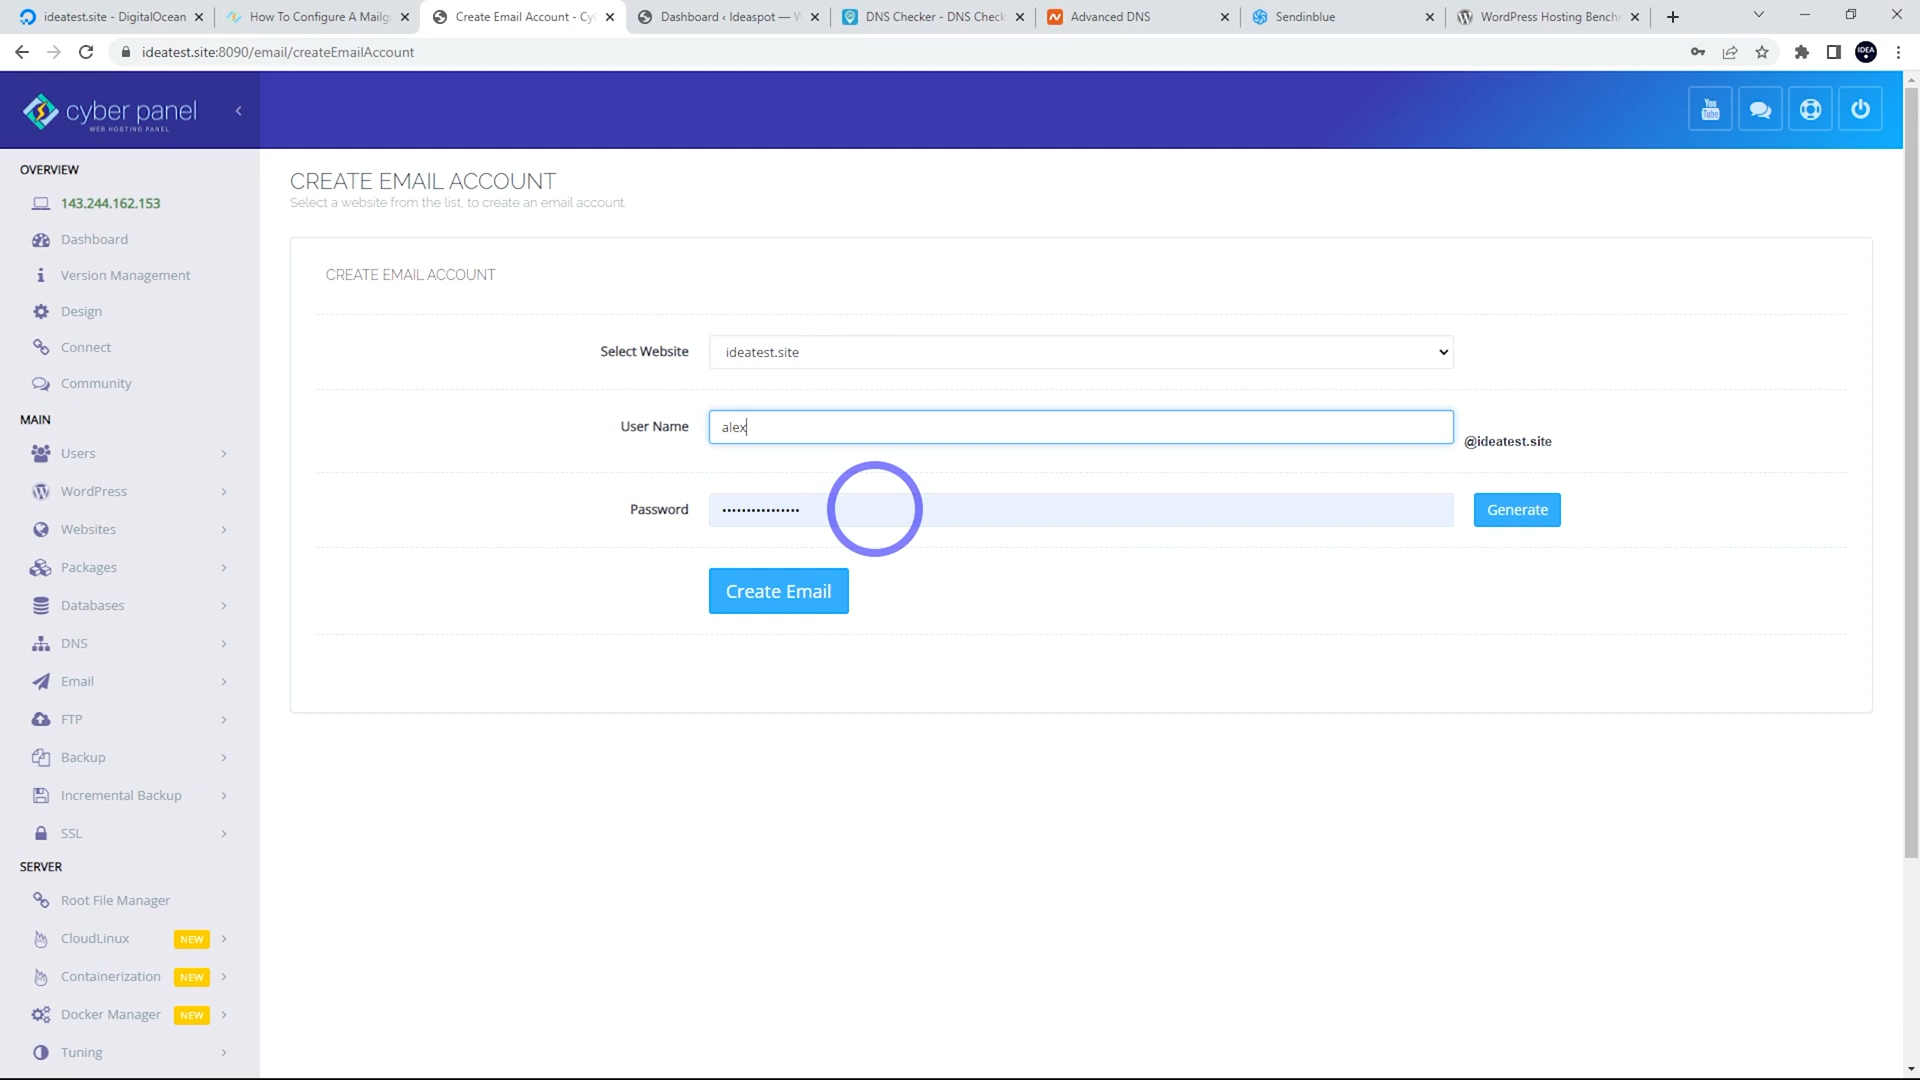 ideatest.site - DigitalOcean
How To Configure A Mailg
Create Email Account - Cy
Dashboard ‹ Ideaspot — W
DNS Checker - DNS Check
Advanced DNS
Sendinblue
WordPress Hosting Bench
ideatest.site:8090/email/createEmailAccount
IDEA
cyber panel
WEB HOSTING PANEL
You
Tube
OVERVIEW
143.244.162.153
Dashboard
Version Management
Design
Connect
Community
MAIN
Users
WordPress
Websites
Packages
Databases
DNS
Email
FTP
Backup
Incremental Backup
SSL
SERVER
Root File Manager
CloudLinux NEW
Containerization NEW
Docker Manager NEW
Tuning
CREATE EMAIL ACCOUNT
Select a website from the list, to create an email account.
CREATE EMAIL ACCOUNT
Select Website ideatest.site
User Name alex @ideatest.site
Password •••••••••••••••• Generate
Create Email